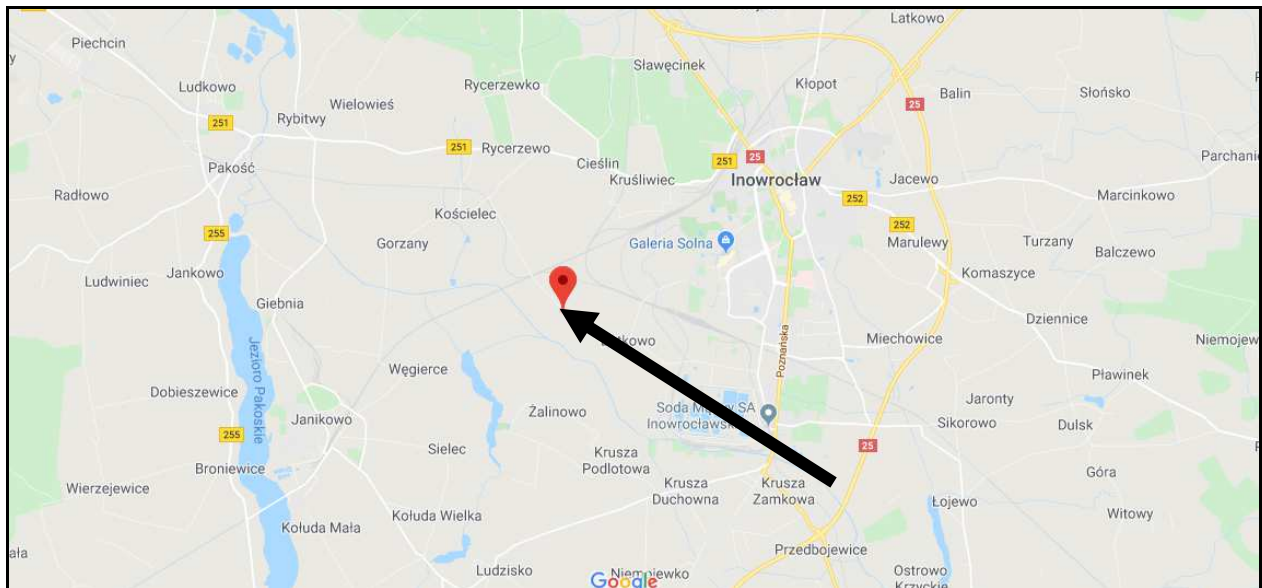 Latkowo
Piechcin
Sławęcinek
Ludkowo
Rycerzewko
Kłopot
Balin
Słońsko
Wielowieś
25
Rybitwy
251
251
Rycerzewo
251
25
Parchanie
Cieślin
Pakość
Kruśliwiec
Inowrocław
Jacewo
Radłowo
252
Marcinkowo
Kościelec
252
255
Gorzany
Galeria Solna
Marulewy
Turzany
Balczewo
Jankowo
Komaszyce
Ludwiniec
Giebnia
Dziennice
Poznańska
Miechowice
Niemojew
Jezioro Pakoskie
Węgierce
Pławinek
Dobieszewice
Jaronty
Janikowo
Żalinowo
Soda
SA
Inowrocławsk
Sikorowo
Dulsk
255
25
Sielec
Krusza
Podlotowa
Broniewice
Góra
Wierzejewice
Krusza
Duchowna
Krusza
Zamkowa
Łojewo
Kołuda Wielka
Witowy
Kołuda Mała
Przedbojewice
Ludzisko
Google
Ostrowo
Krzyckie